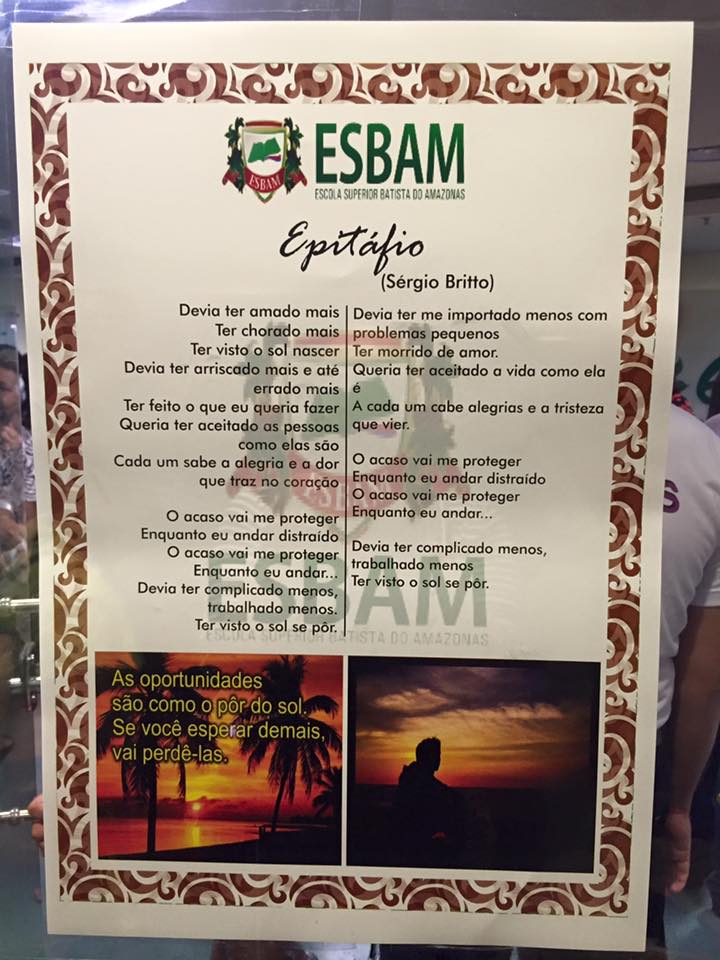 ESBAM
ESBAM
ESCOLA SUPERIOR BATISTA DO AMAZONAS
Epitáfio
(Sérgio Britto)
Devia ter amado mais
Ter chorado mais
Ter visto o sol nascer
Devia ter arriscado mais e até
errado mais
Ter feito o que eu queria fazer
Queria ter aceitado as pessoas
como elas são
Cada um sabe a alegria e a dor
que traz no coração
O acaso vai me proteger
Enquanto eu andar distraído
O acaso vai me proteger
Enquanto eu andar...
Devia ter complicado menos,
trabalhado menos.
Ter visto o sol se pôr.
Devia ter me importado menos com
problemas pequenos
Ter morrido de amor.
Queria ter aceitado a vida como ela
é
A cada um cabe alegrias e a tristeza
que vier.
O acaso vai me proteger
Enquanto eu andar distraído
O acaso vai me proteger
Enquanto eu andar...
Devia ter complicado menos,
trabalhado menos
Ter visto o sol se pôr.
ESBAM
ESBAM
ESCOLA SUPERIOR BATISTA DO AMAZONAS
As oportunidades
são como o pôr do sol.
Se você esperar demais,
vai perdê-las.